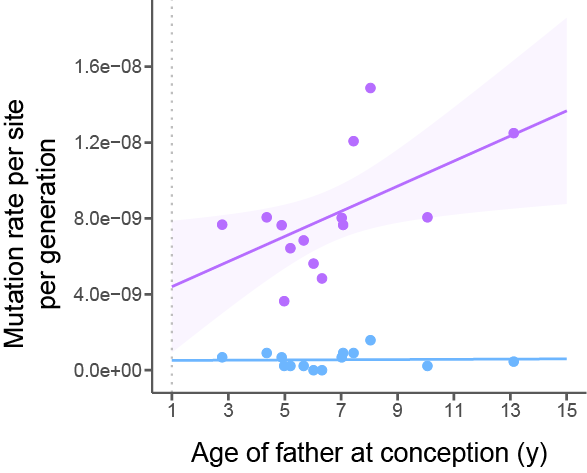 Mutation rate per site
per generation
1.6e−08
1.2e−08
8.0e−09
4.0e−09
0.0e+00
1 3 5 7 9 11 13 15
Age of father at conception (y)